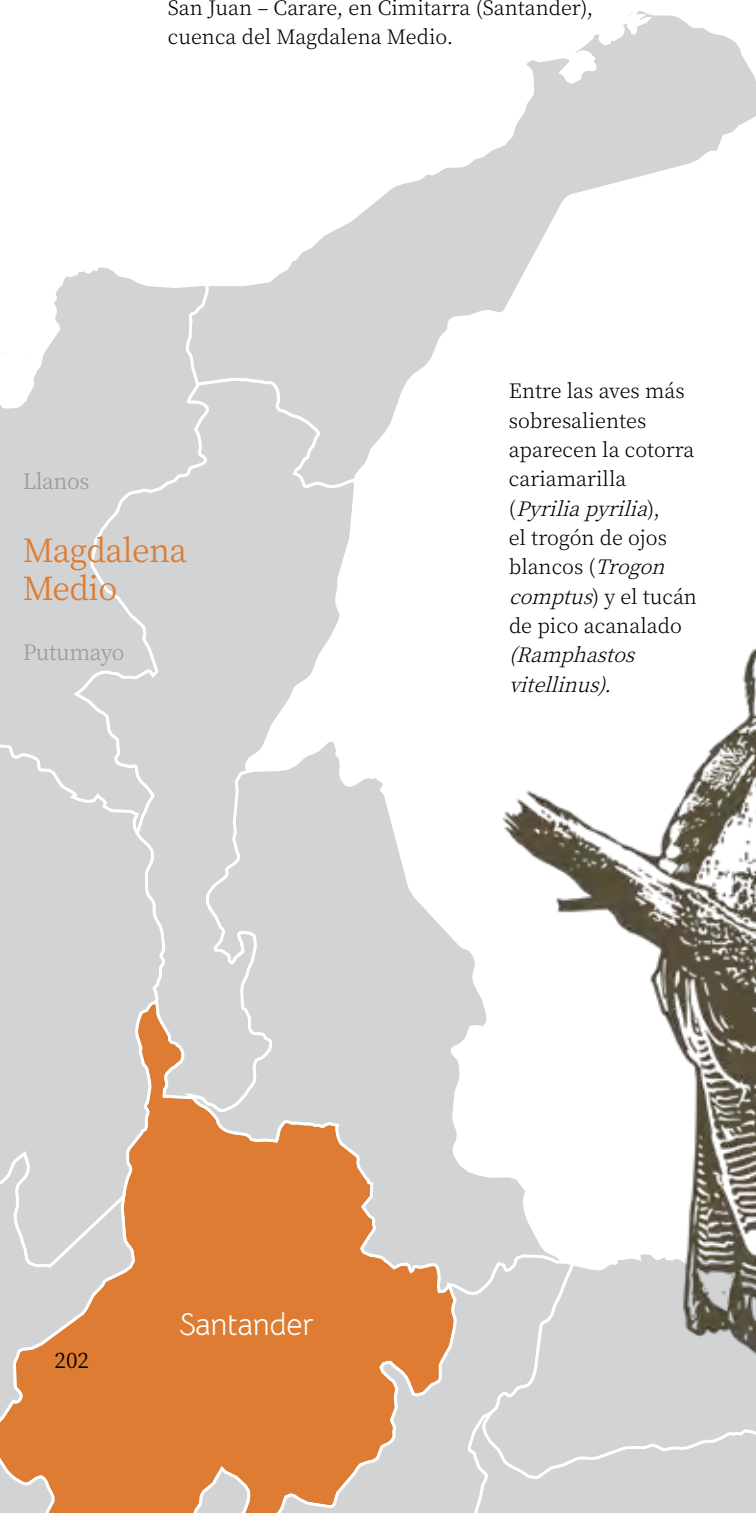 San Juan – Carare, en Cimitarra (Santander),
cuenca del Magdalena Medio.
Entre las aves más
sobresalientes
aparecen la cotorra
cariamarilla
(Pyrilia pyrilia),
el trogón de ojos
blancos (Trogon
comptus) y el tucán
de pico acanalado
(Ramphastos
vitellinus).
Llanos
Magdalena
Medio
Putumayo
Santander
202